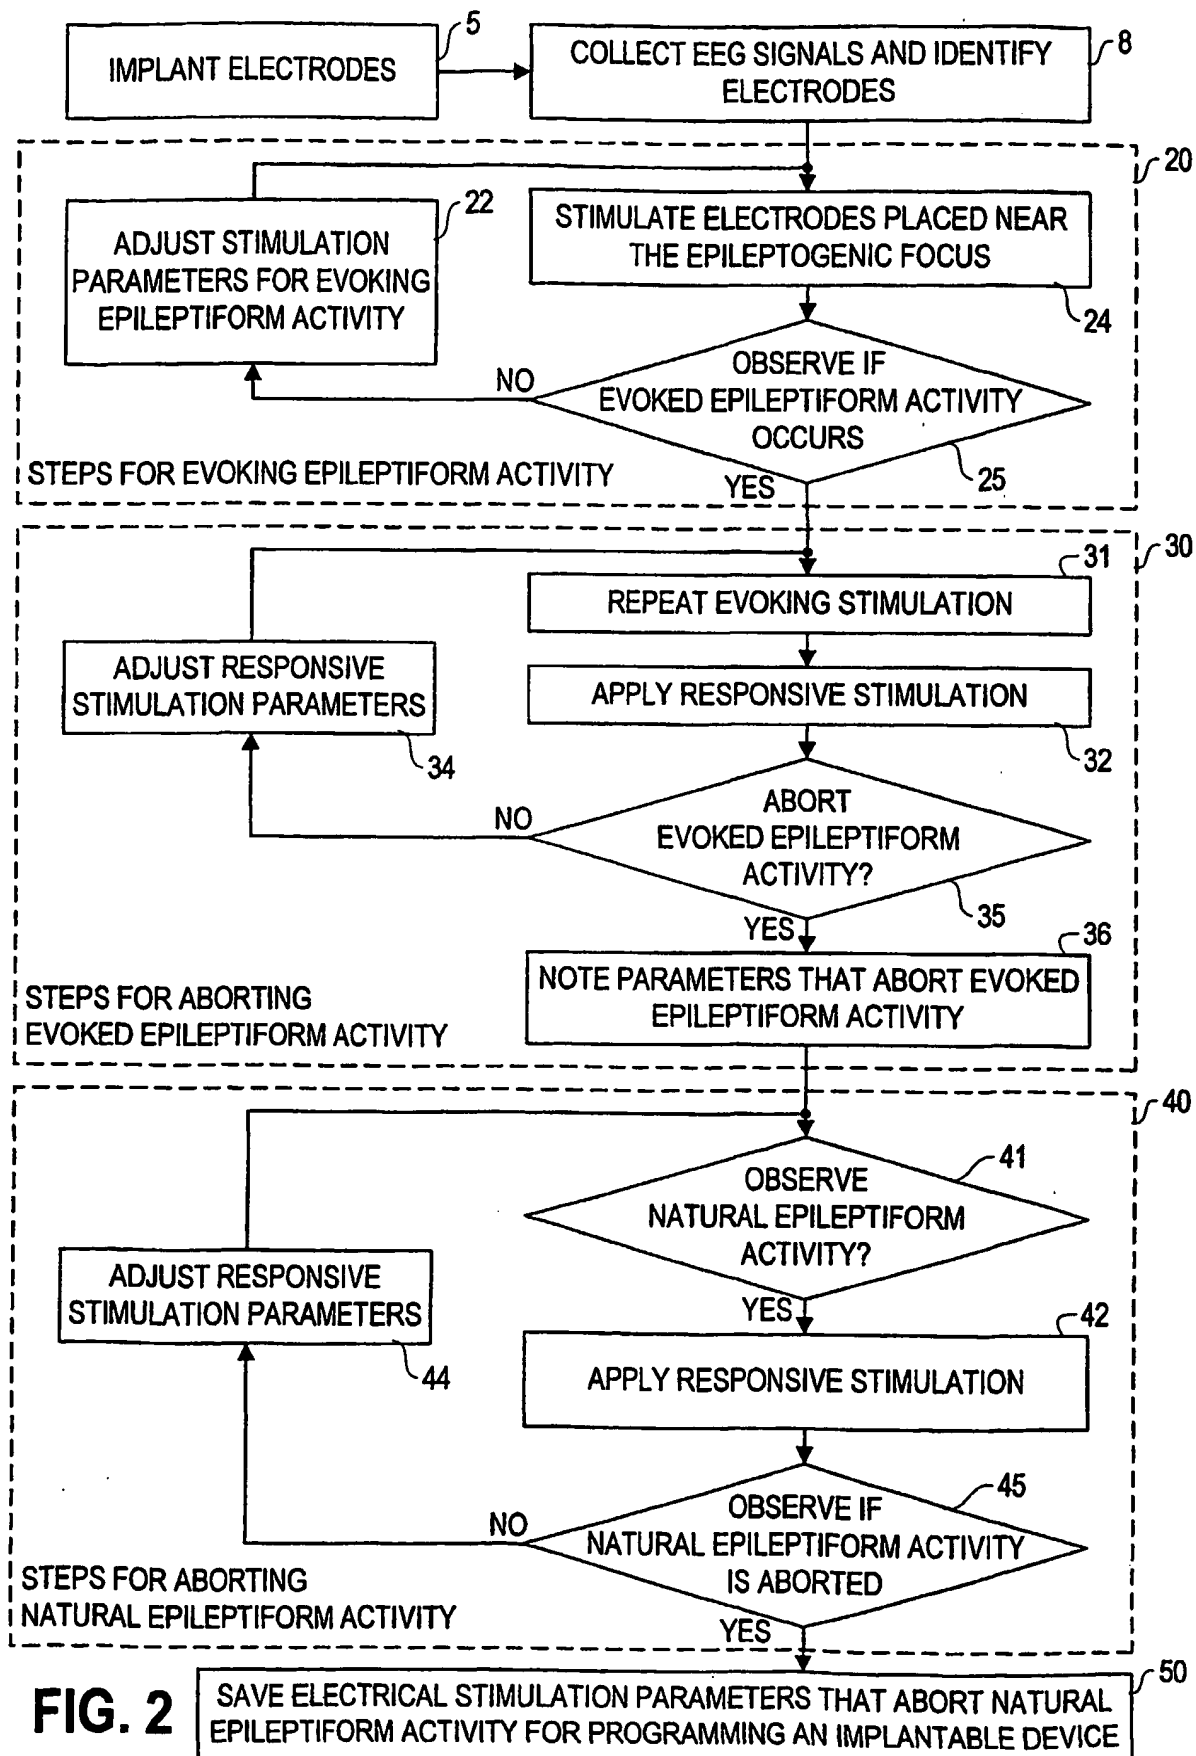 5
IMPLANT ELECTRODES
8
COLLECT EEG SIGNALS AND IDENTIFY
ELECTRODES
20
22
ADJUST STIMULATION
PARAMETERS FOR EVOKING
EPILEPTIFORM ACTIVITY
STIMULATE ELECTRODES PLACED NEAR
THE EPILEPTOGENIC FOCUS
24
OBSERVE IF
EVOKED EPILEPTIFORM ACTIVITY
OCCURS
NO
25
YES
STEPS FOR EVOKING EPILEPTIFORM ACTIVITY
30
31
REPEAT EVOKING STIMULATION
ADJUST RESPONSIVE
STIMULATION PARAMETERS
34
APPLY RESPONSIVE STIMULATION
32
ABORT
EVOKED EPILEPTIFORM
ACTIVITY?
NO
35
YES
36
NOTE PARAMETERS THAT ABORT EVOKED
EPILEPTIFORM ACTIVITY
STEPS FOR ABORTING
EVOKED EPILEPTIFORM ACTIVITY
40
41
OBSERVE
NATURAL EPILEPTIFORM
ACTIVITY?
YES
ADJUST RESPONSIVE
STIMULATION PARAMETERS
44
42
APPLY RESPONSIVE STIMULATION
45
OBSERVE IF
NATURAL EPILEPTIFORM ACTIVITY
IS ABORTED
NO
YES
STEPS FOR ABORTING
NATURAL EPILEPTIFORM ACTIVITY
50
FIG. 2
SAVE ELECTRICAL STIMULATION PARAMETERS THAT ABORT NATURAL
EPILEPTIFORM ACTIVITY FOR PROGRAMMING AN IMPLANTABLE DEVICE